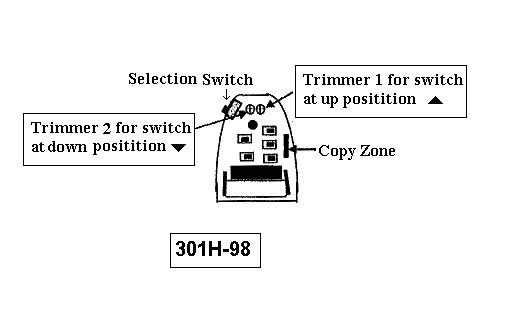 Selection Switch
Trimmer 1 for switch
at up positition ▲
Trimmer 2 for switch
at down positition ▼
Copy Zone
301H-98